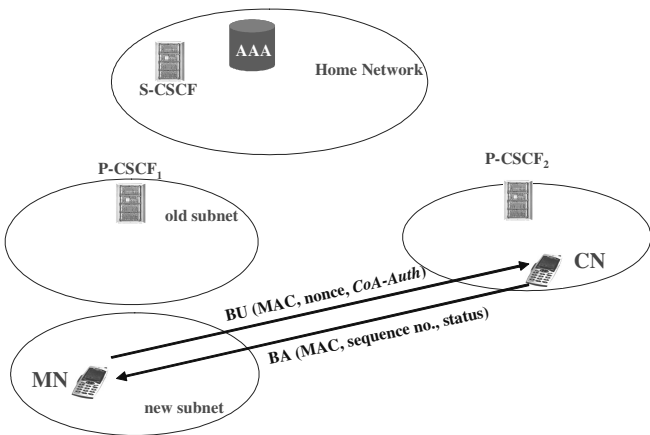 AAA
S-CSCF
Home Network
P-CSCF₁
old subnet
P-CSCF₂
CN
BU (MAC, nonce, CoA-Auth)
BA (MAC, sequence no., status)
MN
new subnet